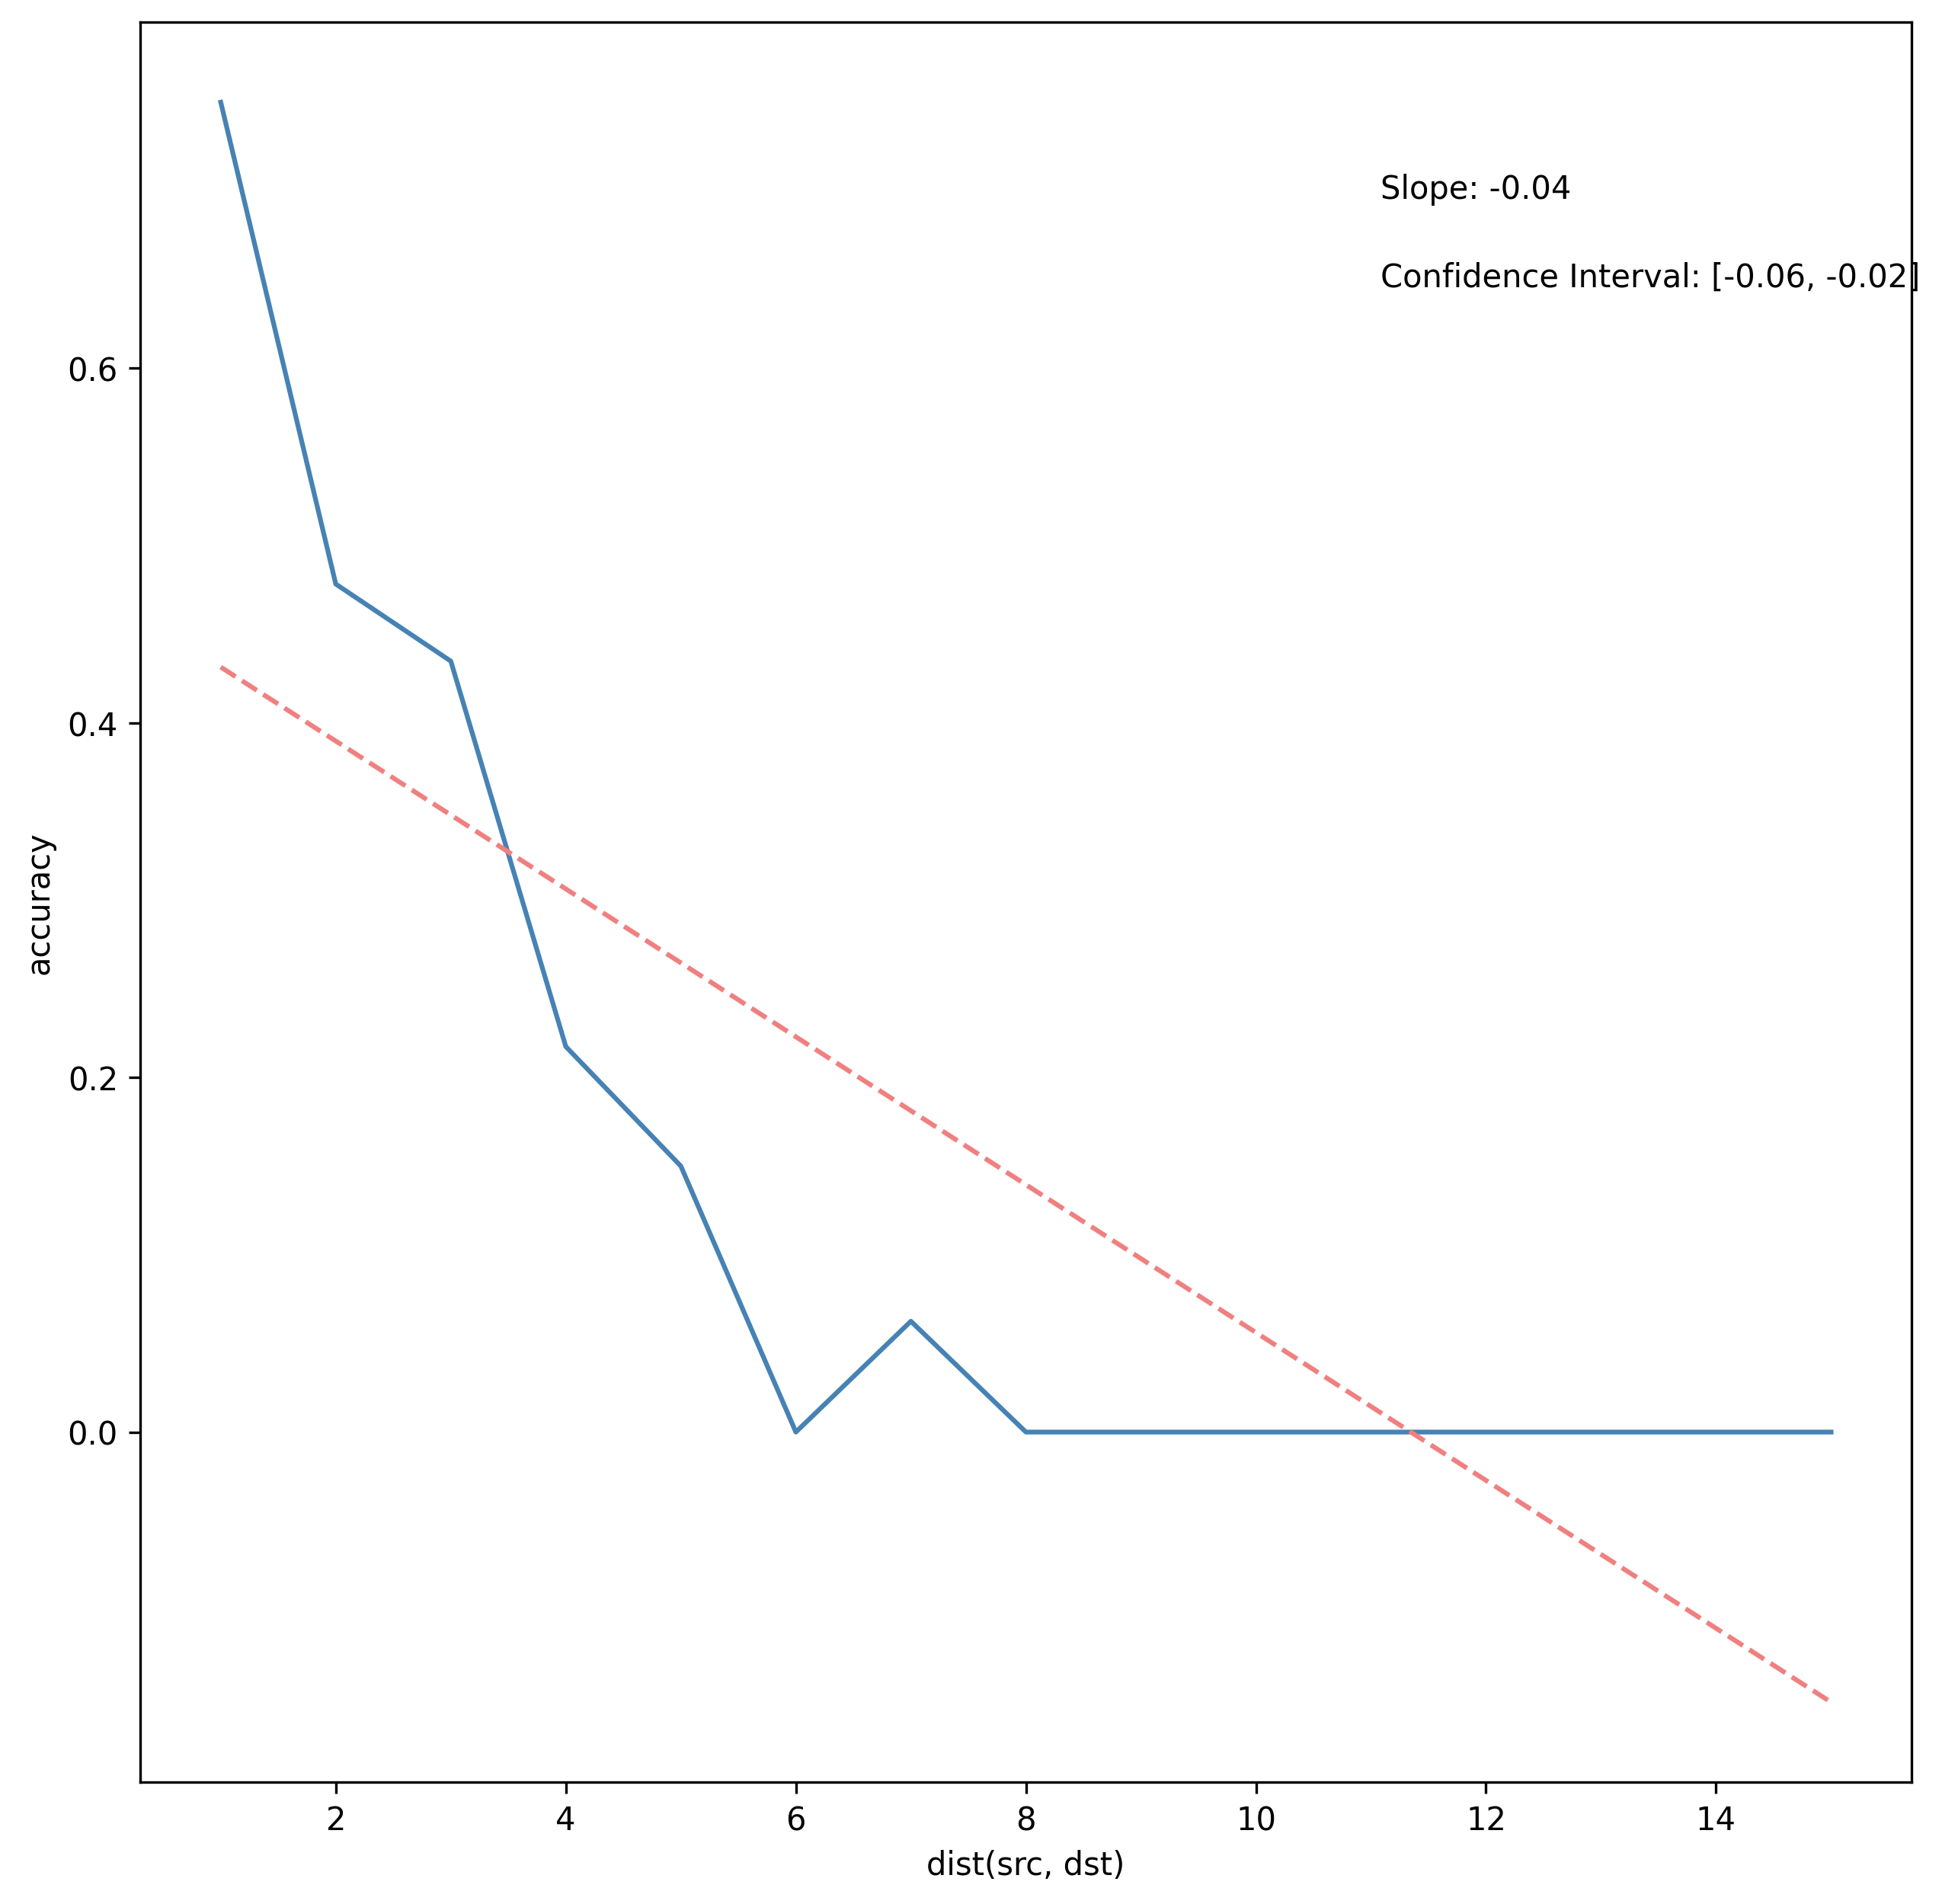 Slope: -0.04
Confidence Interval: [-0.06, -0.02]
0.6
0.4
0.2
0.0
accuracy
2 4 6 8 10 12 14
dist(src, dst)